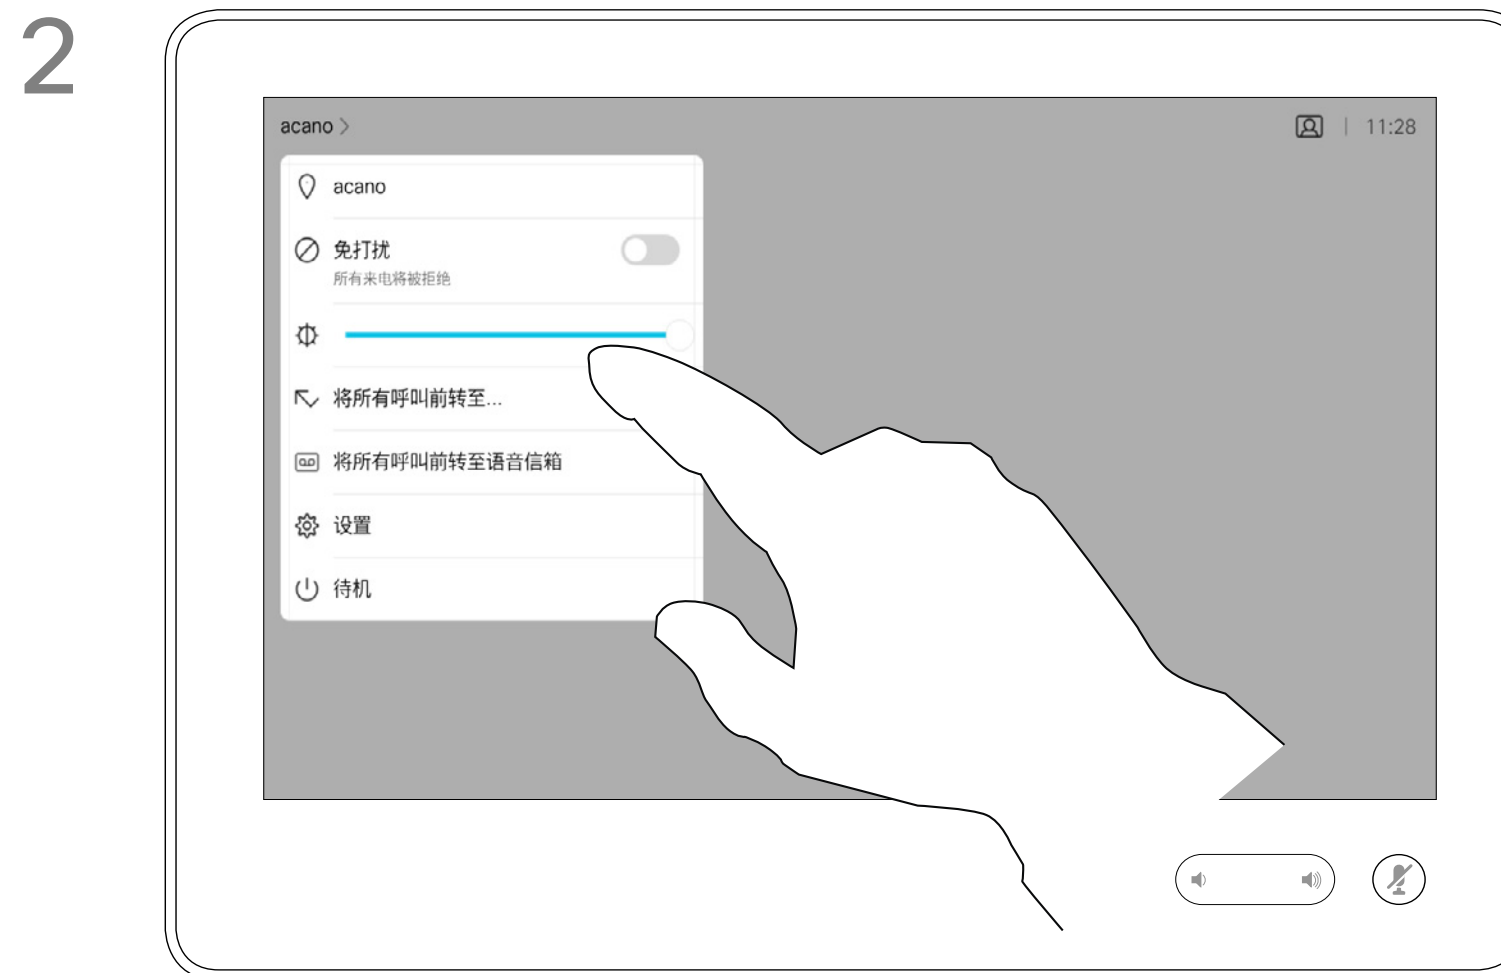 2
acano >
11:28
acano
免打扰
所有来电将被拒绝
将所有呼叫前转至...
将所有呼叫前转至语音信箱
设置
待机